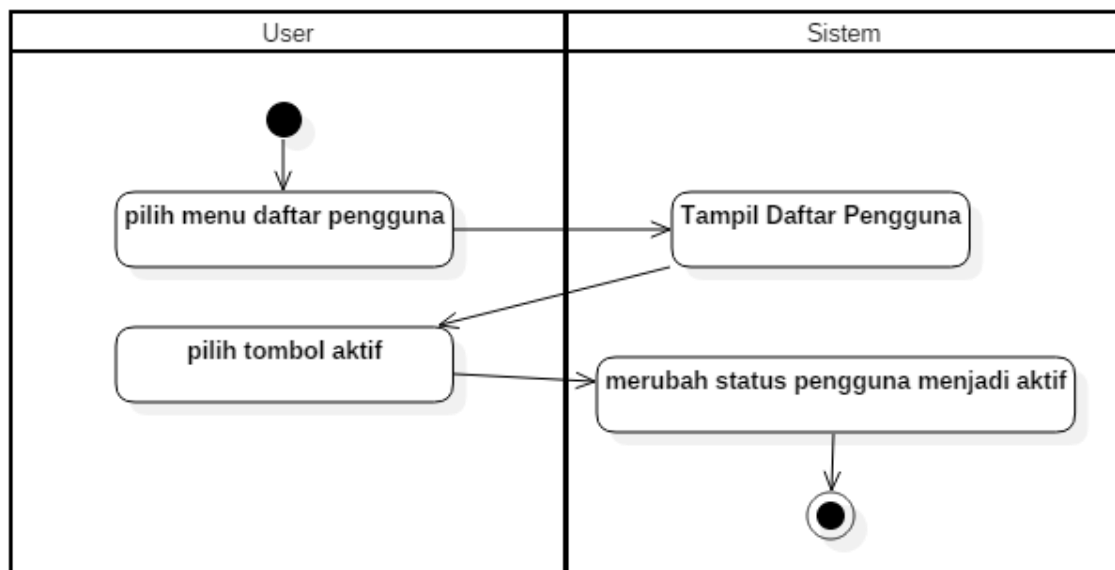 User
Sistem
pilih menu daftar pengguna
Tampil Daftar Pengguna
pilih tombol aktif
merubah status pengguna menjadi aktif